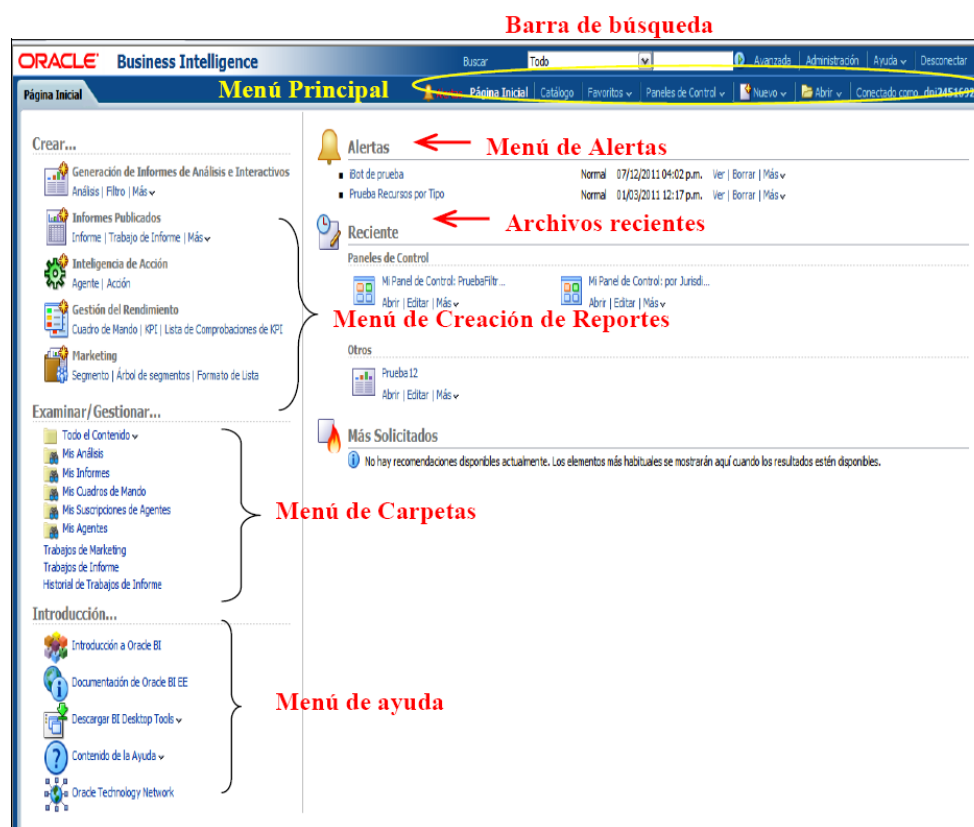 Barra de búsqueda
ORACLE Business Intelligence
Buscar Todo Avanzada Administración Ayuda Desconectar
Página Inicial
Menú Principal
Página Inicial Catálogo Favoritos Paneles de Control Nuevo Abrir Conectado como
Crear...
Generación de Informes de Análisis e Interactivos
Análisis | Filtro | Más
Informes Publicados
Informe | Trabajo de Informe | Más
Inteligencia de Acción
Agente | Acción
Gestión del Rendimiento
Cuadro de Mando | KPI | Lista de Comprobaciones de KPI
Marketing
Segmento | Árbol de segmentos | Formato de Lista
Menú de Creación de Reportes
Examinar/Gestionar...
Todo el Contenido
Mis Análisis
Mis Informes
Mis Cuadros de Mando
Mis Suscripciones de Agentes
Mis Agentes
Trabajos de Marketing
Trabajos de Informe
Historial de Trabajos de Informe
Menú de Carpetas
Introducción...
Introducción a Oracle BI
Documentación de Oracle BI EE
Descargar BI Desktop Tools
Contenido de la Ayuda
Oracle Technology Network
Menú de ayuda
Alertas
Menú de Alertas
iBot de prueba Normal 07/12/2011 04:02 p.m. Ver | Borrar | Más
Prueba Recursos por Tipo Normal 01/03/2011 12:17 p.m. Ver | Borrar | Más
Archivos recientes
Reciente
Paneles de Control
Mi Panel de Control: PruebaFiltr...
Abrir | Editar | Más
Mi Panel de Control: por Jurisdi...
Abrir | Editar | Más
Otros
Prueba12
Abrir | Editar | Más
Más Solicitados
No hay recomendaciones disponibles actualmente. Los elementos más habituales se mostrarán aquí cuando los resultados estén disponibles.